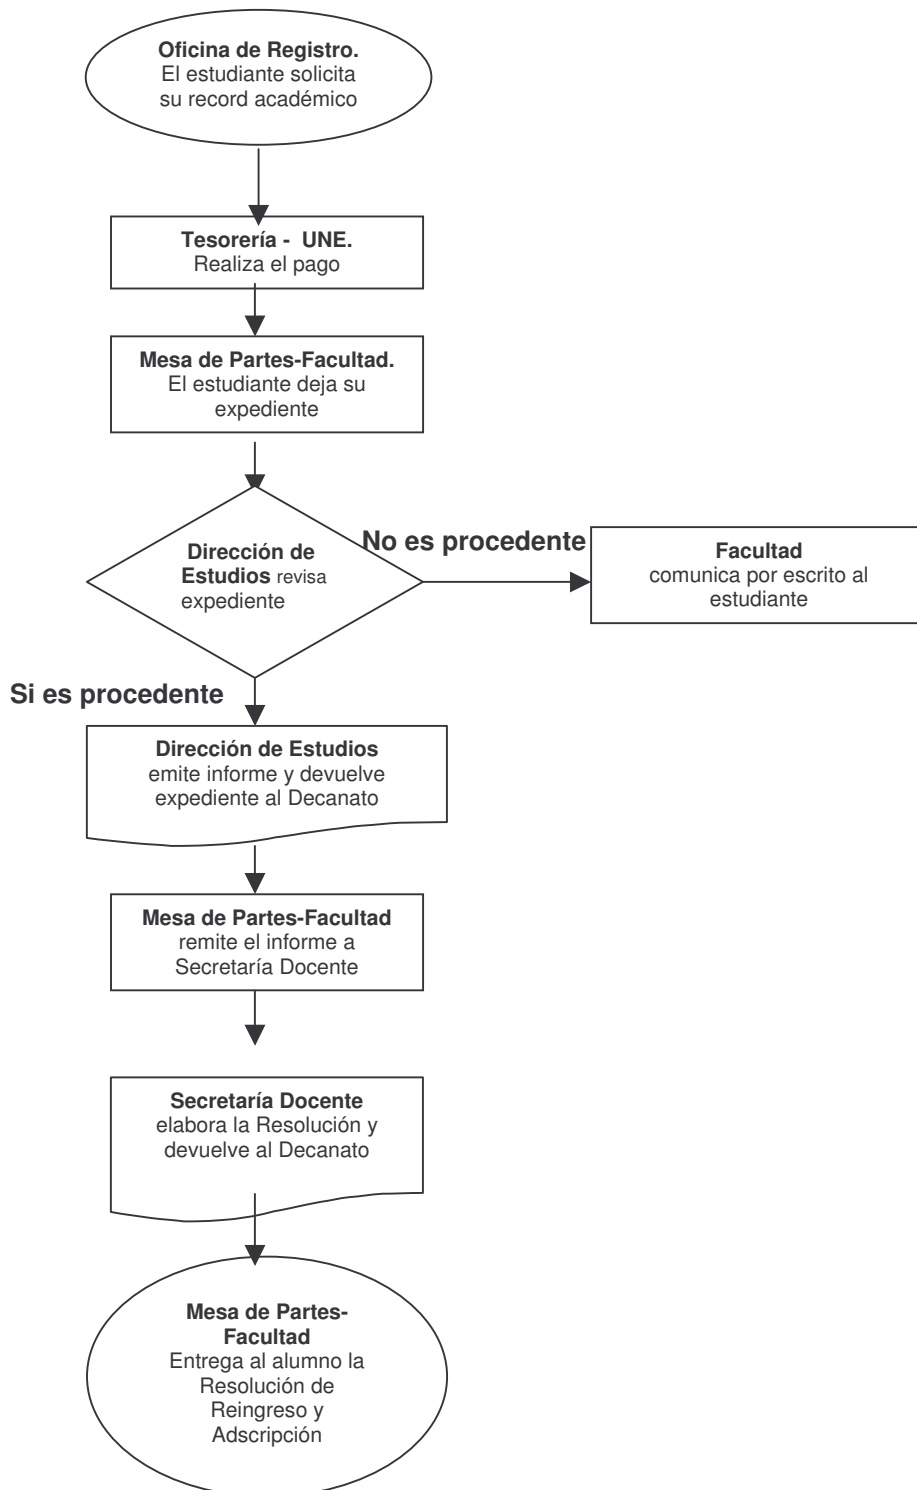 Oficina de Registro.
El estudiante solicita
su record académico
Tesorería - UNE.
Realiza el pago
Mesa de Partes-Facultad.
El estudiante deja su
expediente
No es procedente
Dirección de
Estudios revisa
expediente
Facultad
comunica por escrito al
estudiante
Si es procedente
Dirección de Estudios
emite informe y devuelve
expediente al Decanato
Mesa de Partes-Facultad
remite el informe a
Secretaría Docente
Secretaría Docente
elabora la Resolución y
devuelve al Decanato
Mesa de Partes-
Facultad
Entrega al alumno la
Resolución de
Reingreso y
Adscripción